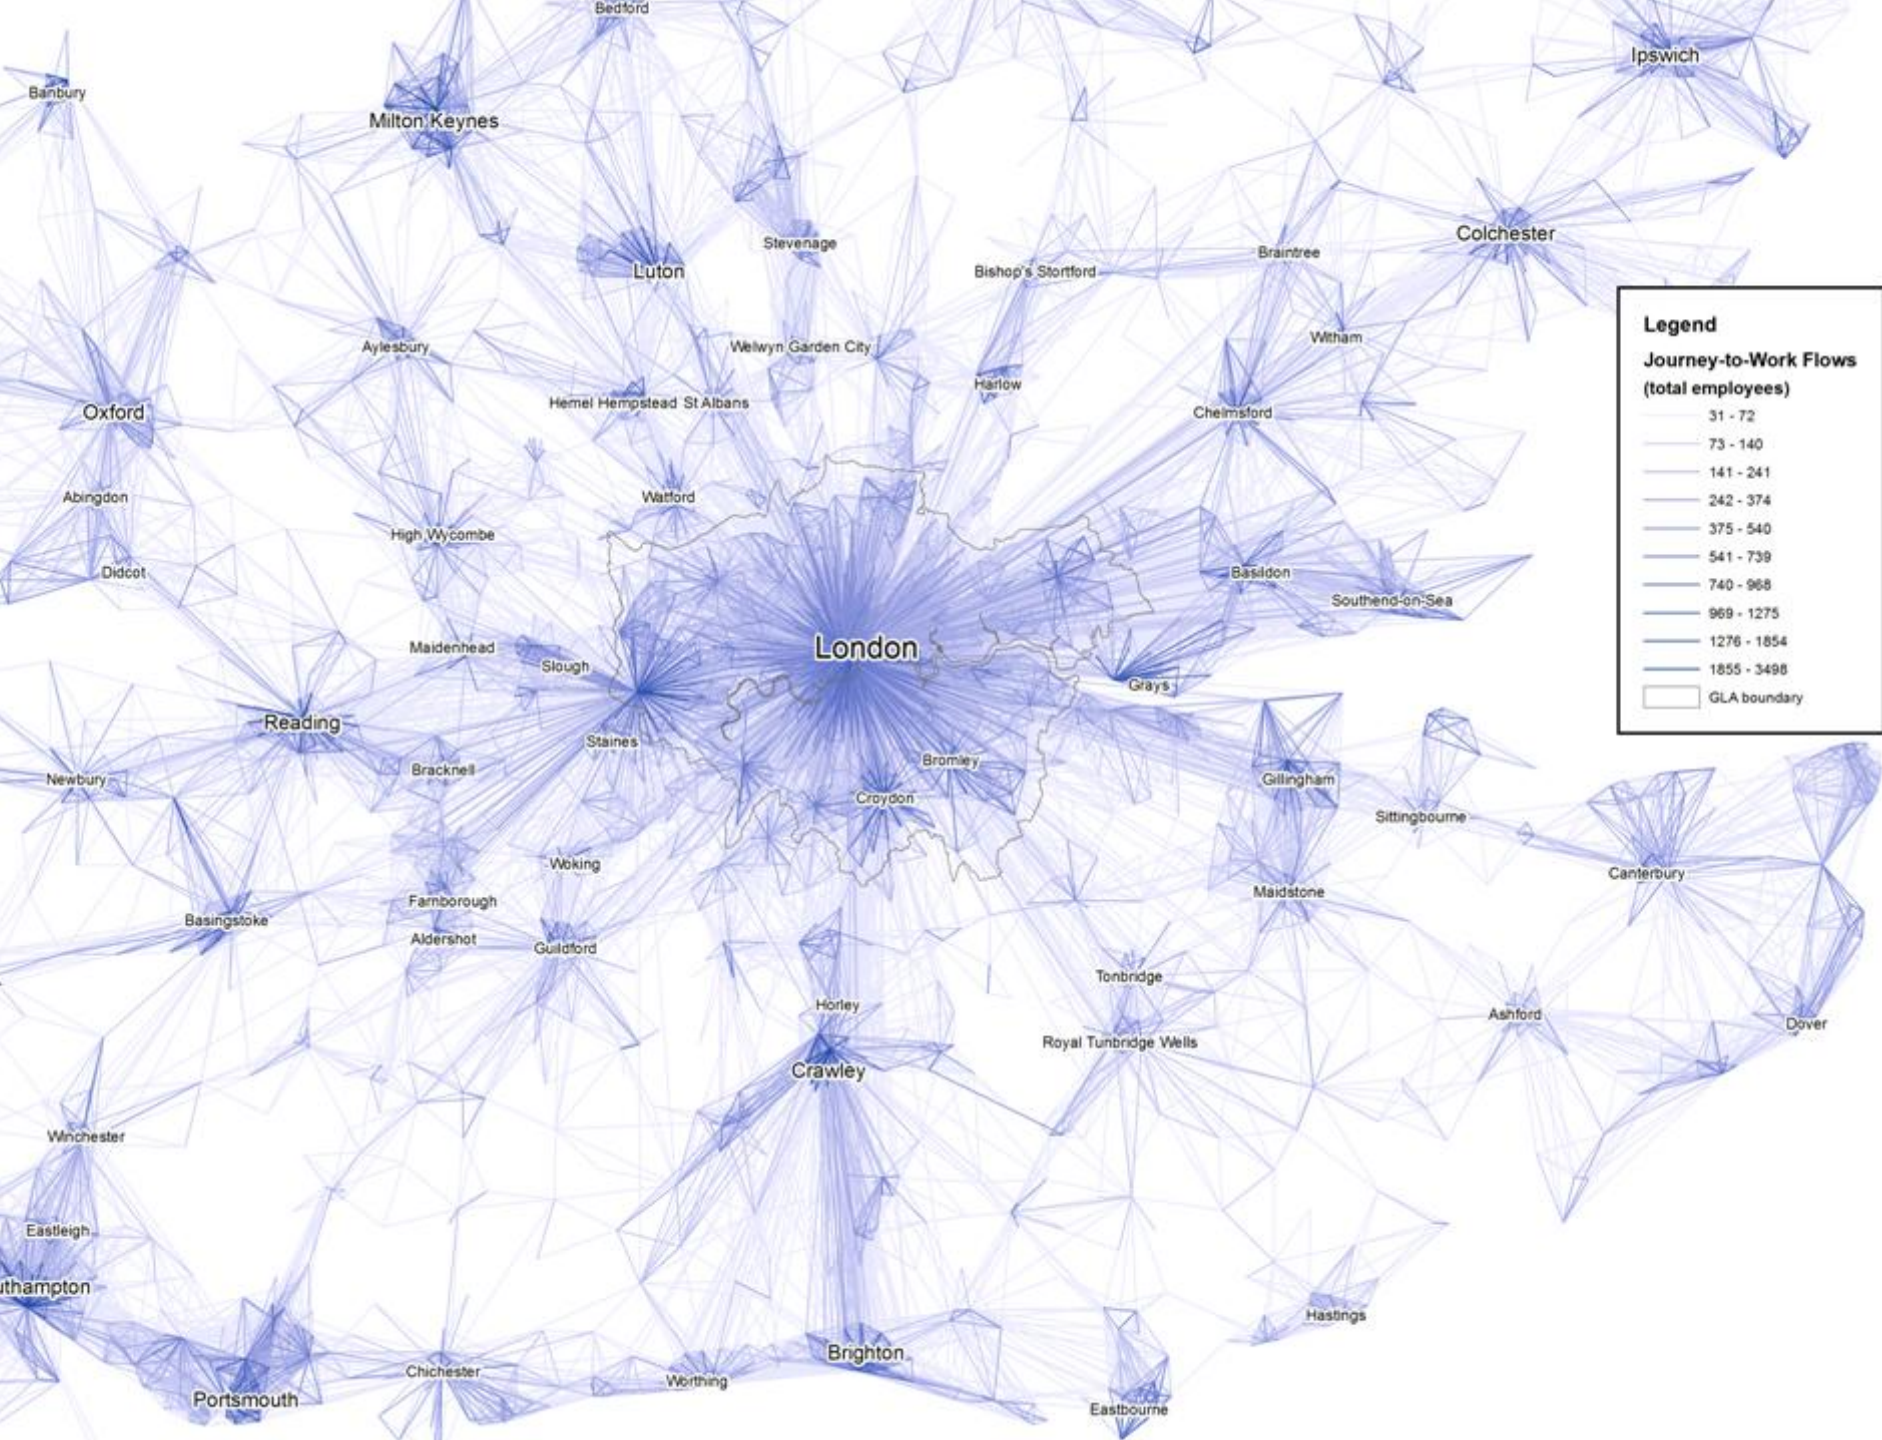 Bedford
Ipswich
Banbury
Milton Keynes
Colchester
Stevenage
Braintree
Luton
Bishop's Stortford
Legend
Journey-to-Work Flows
(total employees)
31 - 72
73 - 140
141 - 241
242 - 374
375 - 540
541 - 739
740 - 968
969 - 1275
1276 - 1854
1855 - 3498
GLA boundary
Witham
Aylesbury
Welwyn Garden City
Harlow
Hemel Hempstead
St Albans
Oxford
Chelmsford
Abingdon
Watford
High Wycombe
Didcot
Basildon
Southend-on-Sea
Maidenhead
London
Slough
Grays
Reading
Staines
Bromley
Newbury
Bracknell
Gillingham
Croydon
Sittingbourne
Woking
Canterbury
Maidstone
Farnborough
Basingstoke
Aldershot
Guildford
Tonbridge
Horley
Ashford
Dover
Royal Tunbridge Wells
Crawley
Winchester
Eastleigh
uthampton
Hastings
Brighton
Chichester
Worthing
Portsmouth
Eastbourne